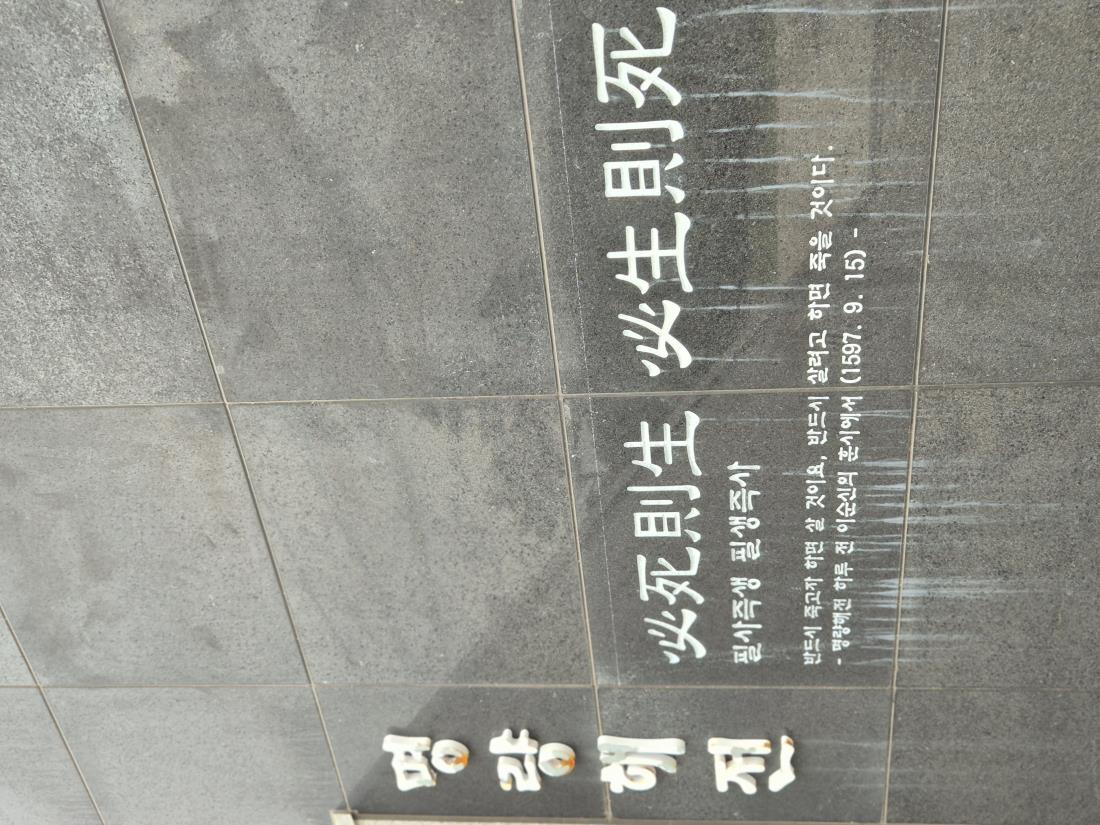 명량해전
必死則生 必生則死
필사즉생 필생즉사
반드시 죽고자 하면 살 것이요, 반드시 살려고 하면 죽을 것이다.
- 명량해전 하루 전 이순신의 훈시에서 (1597. 9. 15) -